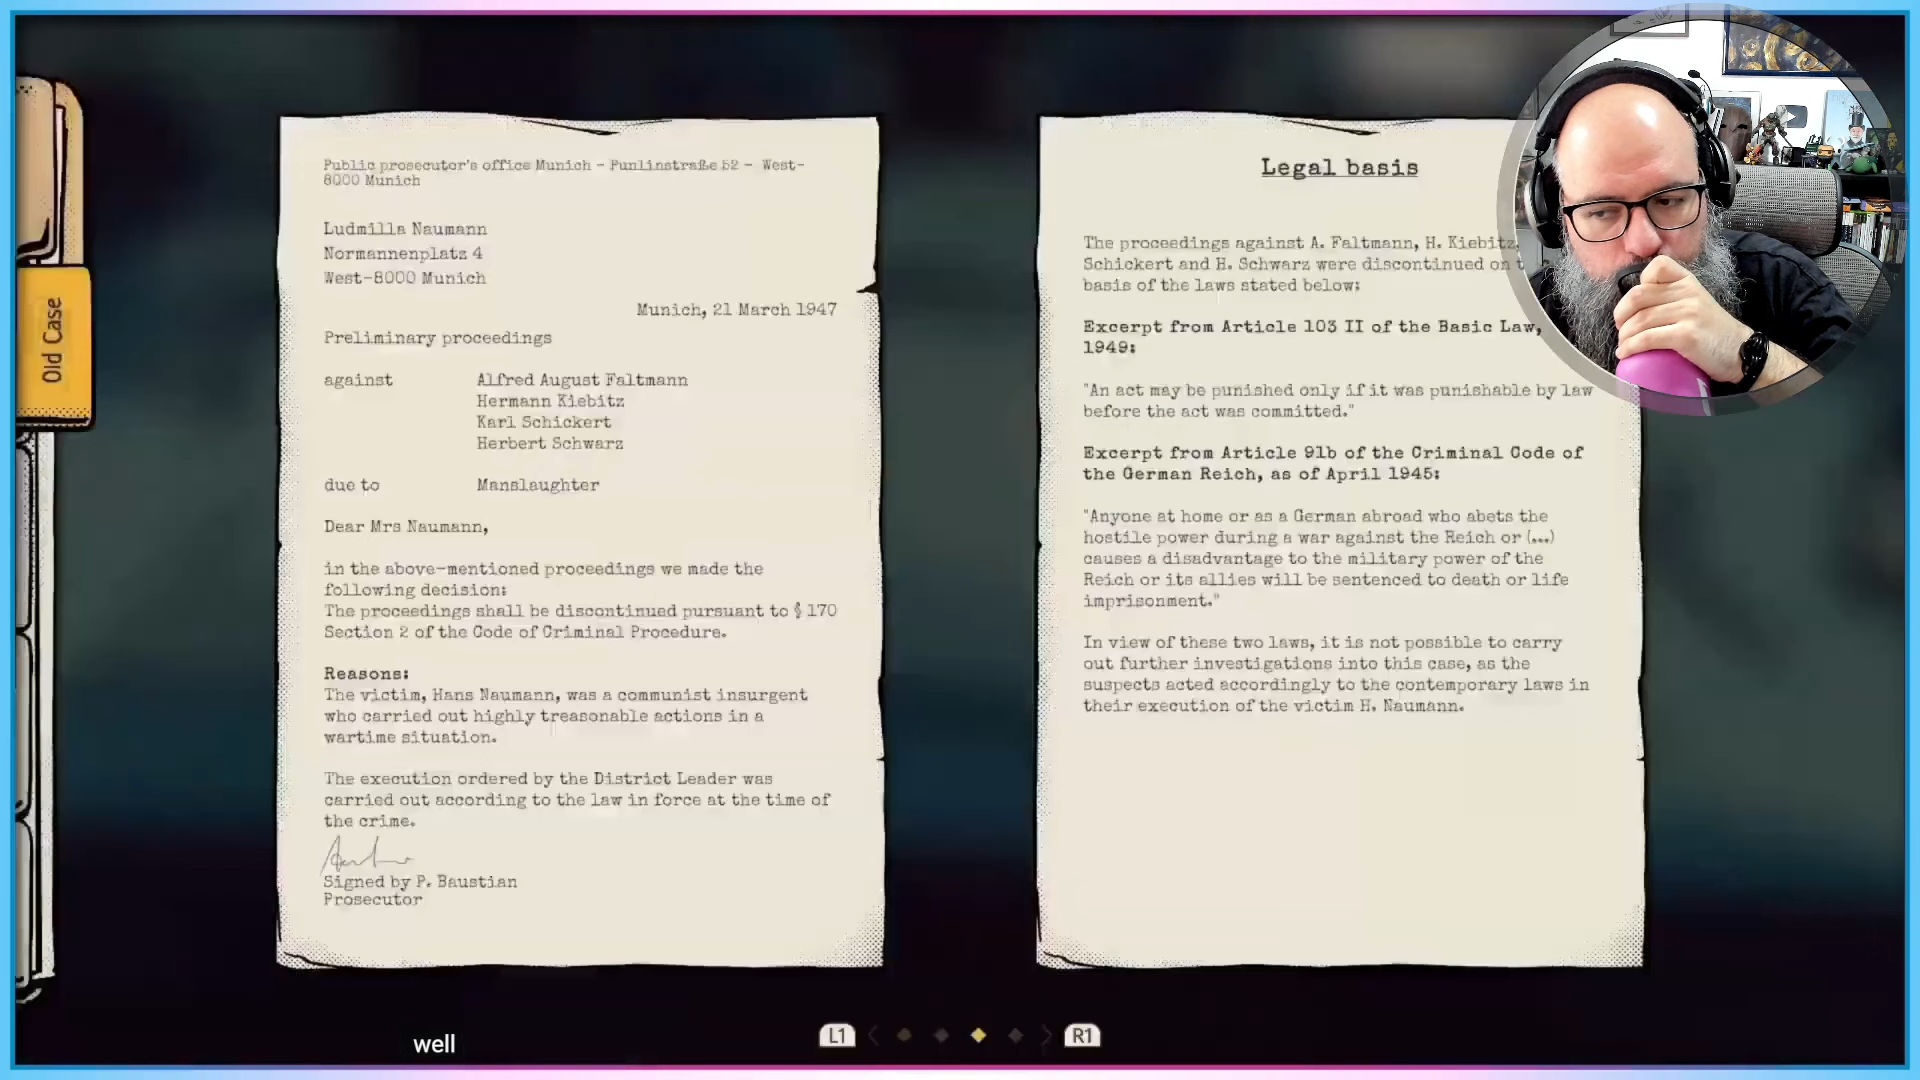 Old Case
Public prosecutor's office Munich - Punlinstraße 52 - West-
8000 Munich
Ludmilla Naumann
Normannenplatz 4
West-8000 Munich
Munich, 21 March 1947
Preliminary proceedings
against Alfred August Faltmann
Hermann Kiebitz
Karl Schickert
Herbert Schwarz
due to Manslaughter
Dear Mrs Naumann,
in the above-mentioned proceedings we made the
following decision:
The proceedings shall be discontinued pursuant to § 170
Section 2 of the Code of Criminal Procedure.
Reasons:
The victim, Hans Naumann, was a communist insurgent
who carried out highly treasonable actions in a
wartime situation.
The execution ordered by the District Leader was
carried out according to the law in force at the time of
the crime.
Signed by P. Baustian
Prosecutor
Legal basis
The proceedings against A. Faltmann, H. Kiebitz,
Schickert and H. Schwarz were discontinued on
basis of the laws stated below:
Excerpt from Article 103 II of the Basic Law,
1949:
"An act may be punished only if it was punishable by law
before the act was committed."
Excerpt from Article 91b of the Criminal Code of
the German Reich, as of April 1945:
"Anyone at home or as a German abroad who abets the
hostile power during a war against the Reich or (...)
causes a disadvantage to the military power of the
Reich or its allies will be sentenced to death or life
imprisonment."
In view of these two laws, it is not possible to carry
out further investigations into this case, as the
suspects acted accordingly to the contemporary laws in
their execution of the victim H. Naumann.
L1 R1
well